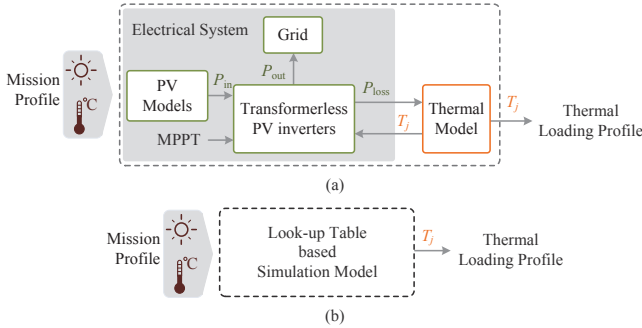 Electrical System
Grid
Mission
Profile
°C
PV
Models
P_in
P_out
Transformerless
PV inverters
MPPT
P_loss
T_j
Thermal
Model
T_j
Thermal
Loading Profile
(a)
Mission
Profile
°C
Look-up Table
based
Simulation Model
T_j
Thermal
Loading Profile
(b)